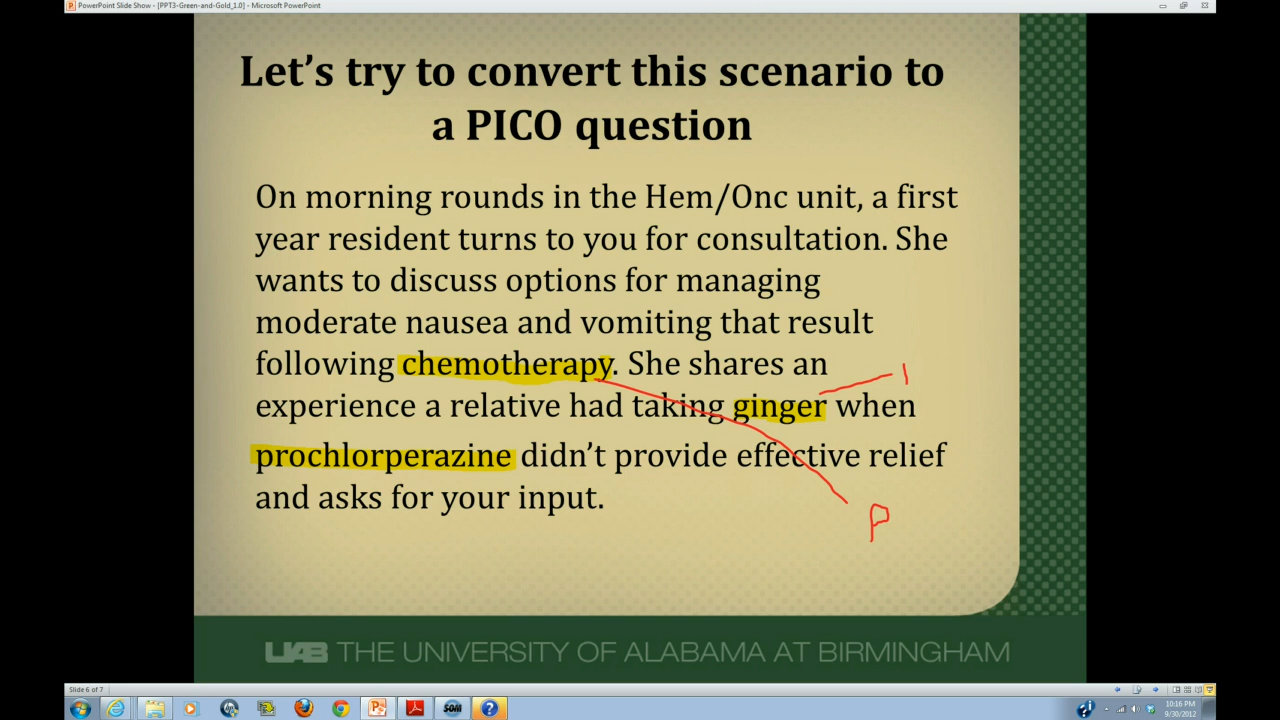 PowerPoint Slide Show - [PPT3-Green-and-Gold_1.0] - Microsoft PowerPoint
Let's try to convert this scenario to
a PICO question
On morning rounds in the Hem/Onc unit, a first
year resident turns to you for consultation. She
wants to discuss options for managing
moderate nausea and vomiting that result
following chemotherapy. She shares an
I
experience a relative had taking ginger when
prochlorperazine didn't provide effective relief
and asks for your input.
P
UAB THE UNIVERSITY OF ALABAMA AT BIRMINGHAM
Slide 6 of 7
SOM
10:16 PM
9/30/2012